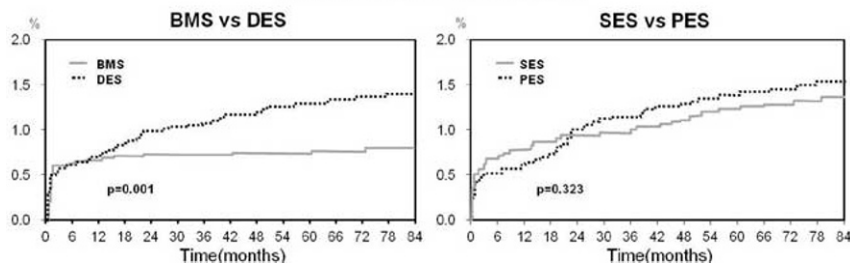 BMS vs DES
%
2.0
1.5
1.0
0.5
0.0
BMS
DES
p=0.001
0 6 12 18 24 30 36 42 48 54 60 66 72 78 84
Time(months)
SES vs PES
%
2.0
1.5
1.0
0.5
0.0
SES
PES
p=0.323
0 6 12 18 24 30 36 42 48 54 60 66 72 78 84
Time(months)